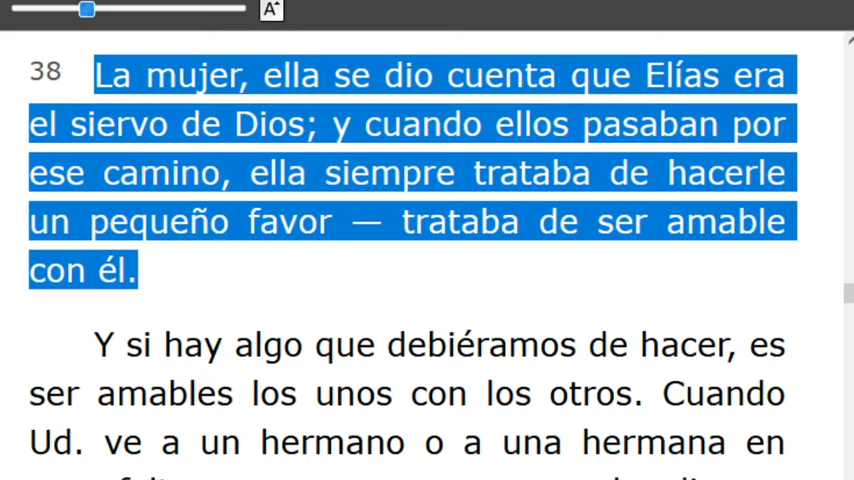 A
38 La mujer, ella se dio cuenta que Elías era
el siervo de Dios; y cuando ellos pasaban por
ese camino, ella siempre trataba de hacerle
un pequeño favor — trataba de ser amable
con él.
Y si hay algo que debiéramos de hacer, es
ser amables los unos con los otros. Cuando
Ud. ve a un hermano o a una hermana en